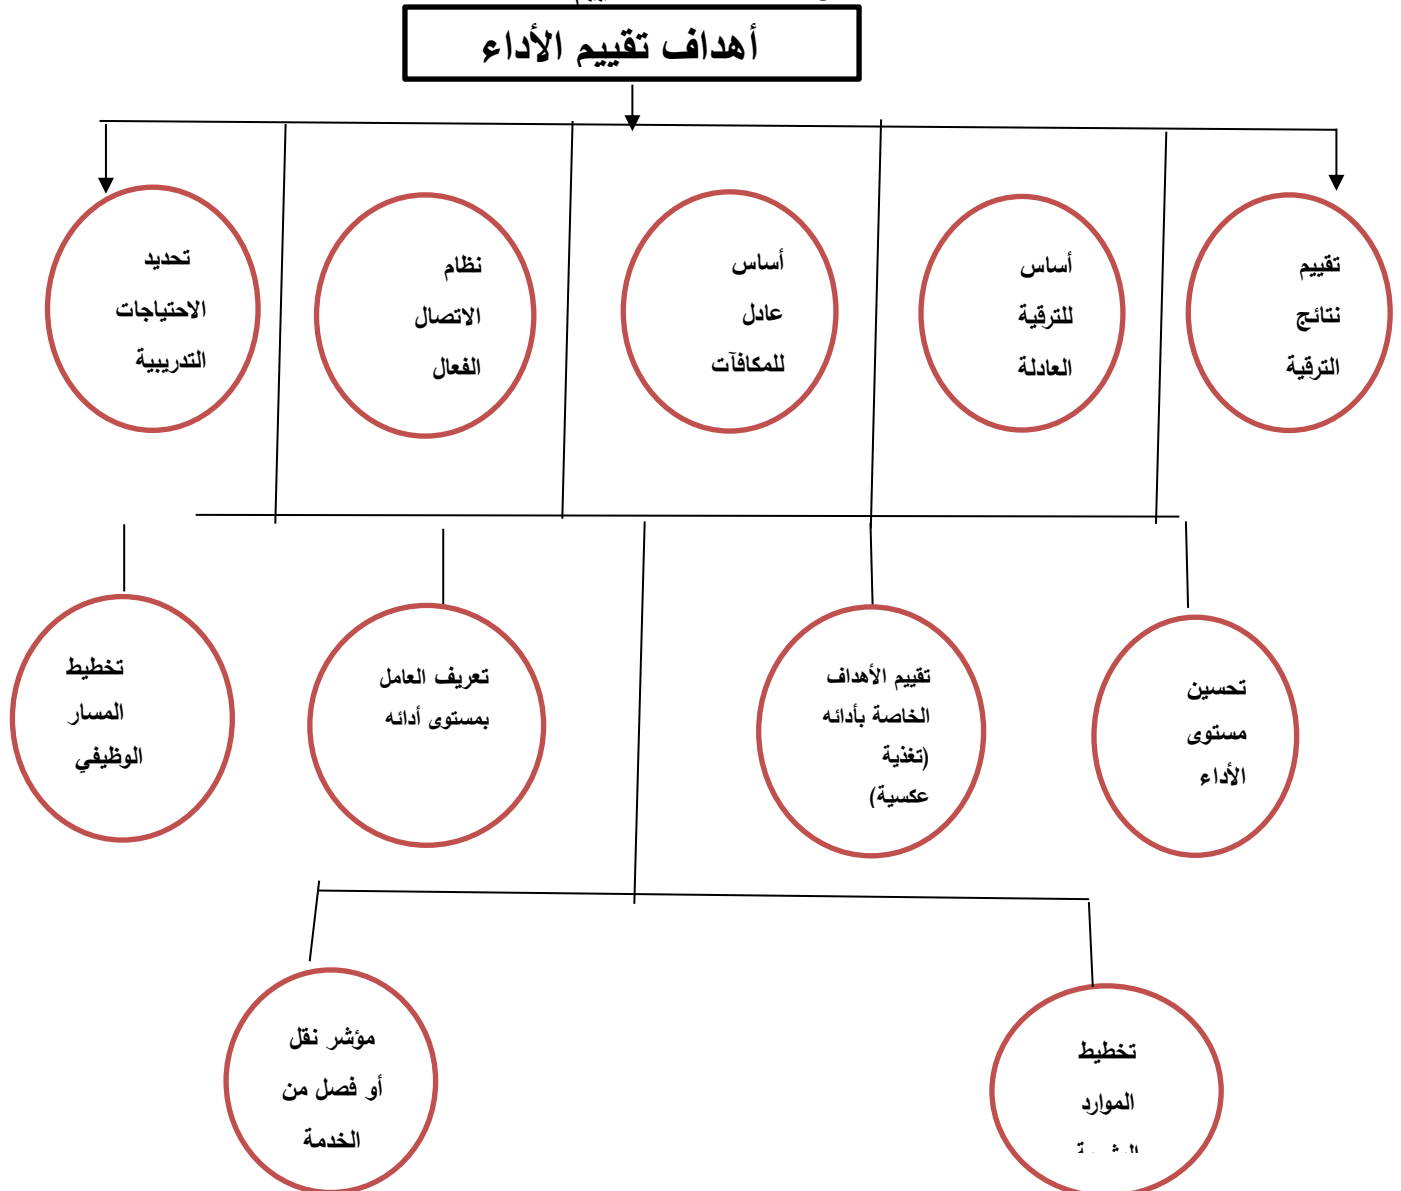 أهداف تقييم الأداء
تقييم
نتائج
الترقية
أساس
للترقية
العادلة
أساس
عادل
للمكافآت
نظام
الاتصال
الفعال
تحديد
الاحتياجات
التدريبية
تحسين
مستوى
الأداء
تقييم الأهداف
الخاصة بأدائه
(تغذية
عكسية)
تعريف العامل
بمستوى أدائه
تخطيط
المسار
الوظيفي
تخطيط
الموارد
مؤشر نقل
أو فصل من
الخدمة